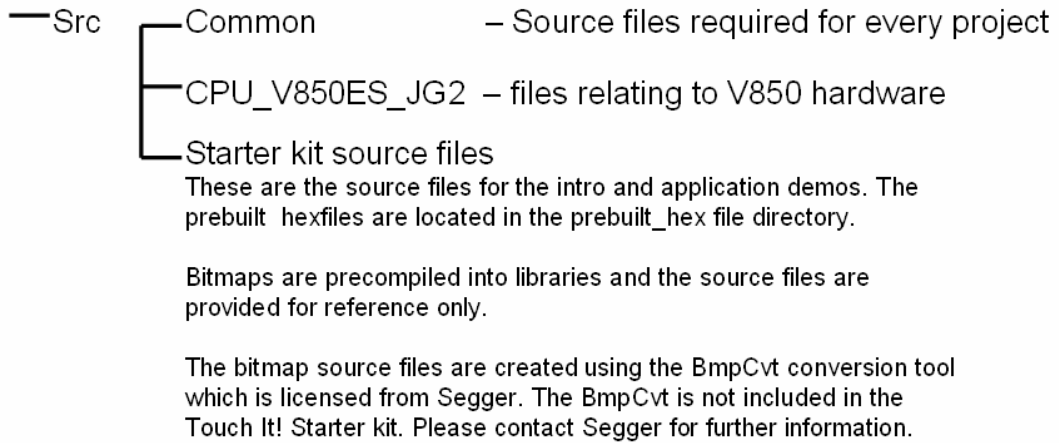 Src
Common – Source files required for every project
CPU_V850ES_JG2 – files relating to V850 hardware
Starter kit source files
These are the source files for the intro and application demos. The
prebuilt hexfiles are located in the prebuilt_hex file directory.
Bitmaps are precompiled into libraries and the source files are
provided for reference only.
The bitmap source files are created using the BmpCvt conversion tool
which is licensed from Segger. The BmpCvt is not included in the
Touch It! Starter kit. Please contact Segger for further information.